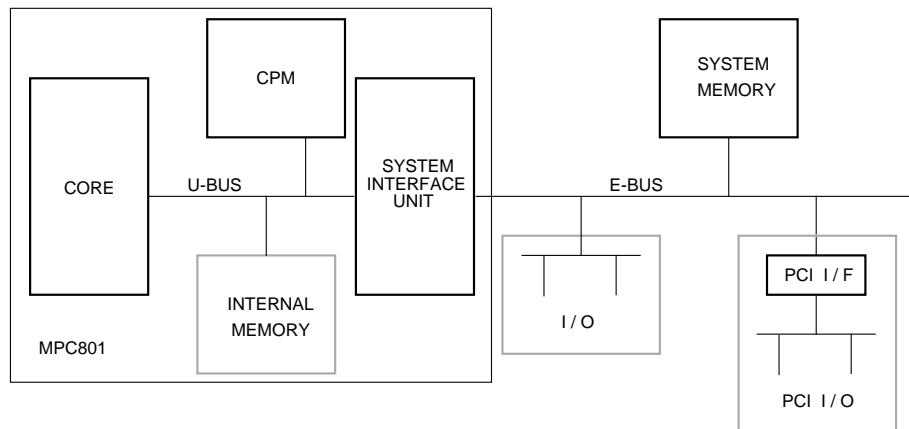 CPM
SYSTEM
MEMORY
CORE
U-BUS
SYSTEM
INTERFACE
UNIT
E-BUS
INTERNAL
MEMORY
I / O
PCI I / F
MPC801
PCI I / O